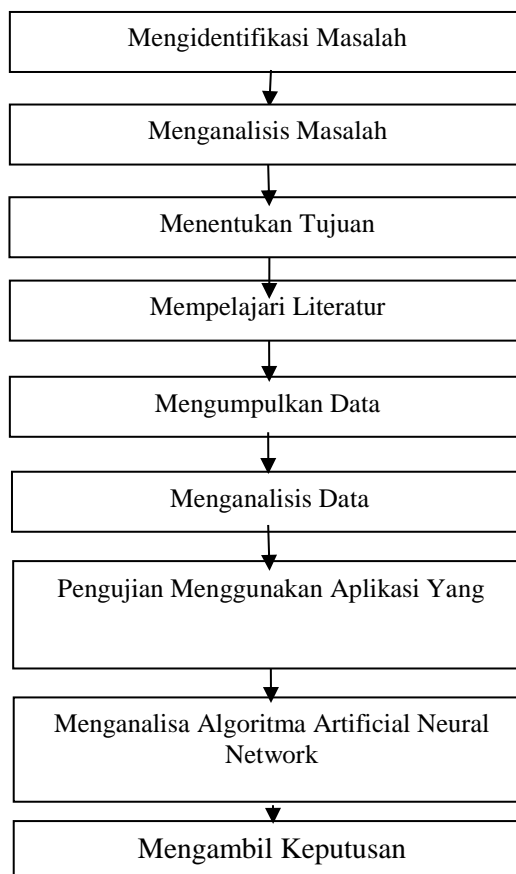 Mengidentifikasi Masalah
Menganalisis Masalah
Menentukan Tujuan
Mempelajari Literatur
Mengumpulkan Data
Menganalisis Data
Pengujian Menggunakan Aplikasi Yang
Menganalisa Algoritma Artificial Neural
Network
Mengambil Keputusan